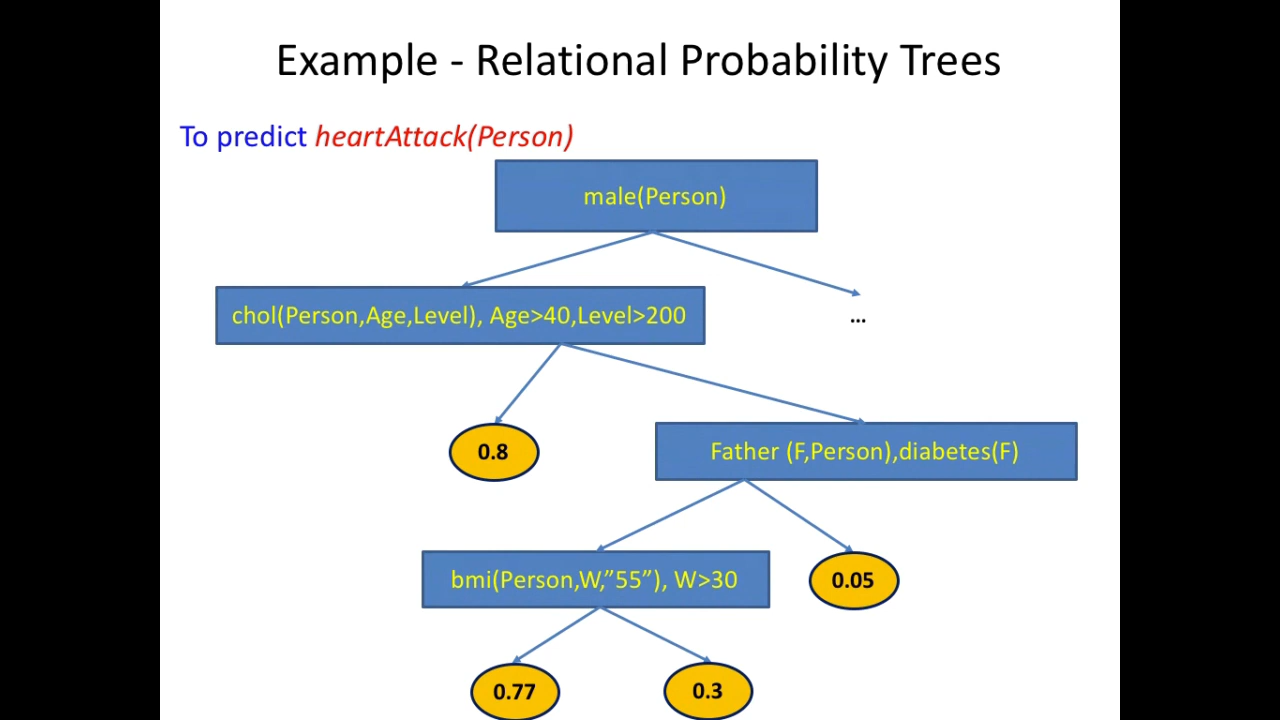 Example - Relational Probability Trees
To predict heartAttack(Person)
male(Person)
chol(Person,Age,Level), Age>40,Level>200
...
0.8
Father (F,Person),diabetes(F)
bmi(Person,W,”55”), W>30
0.05
0.77
0.3